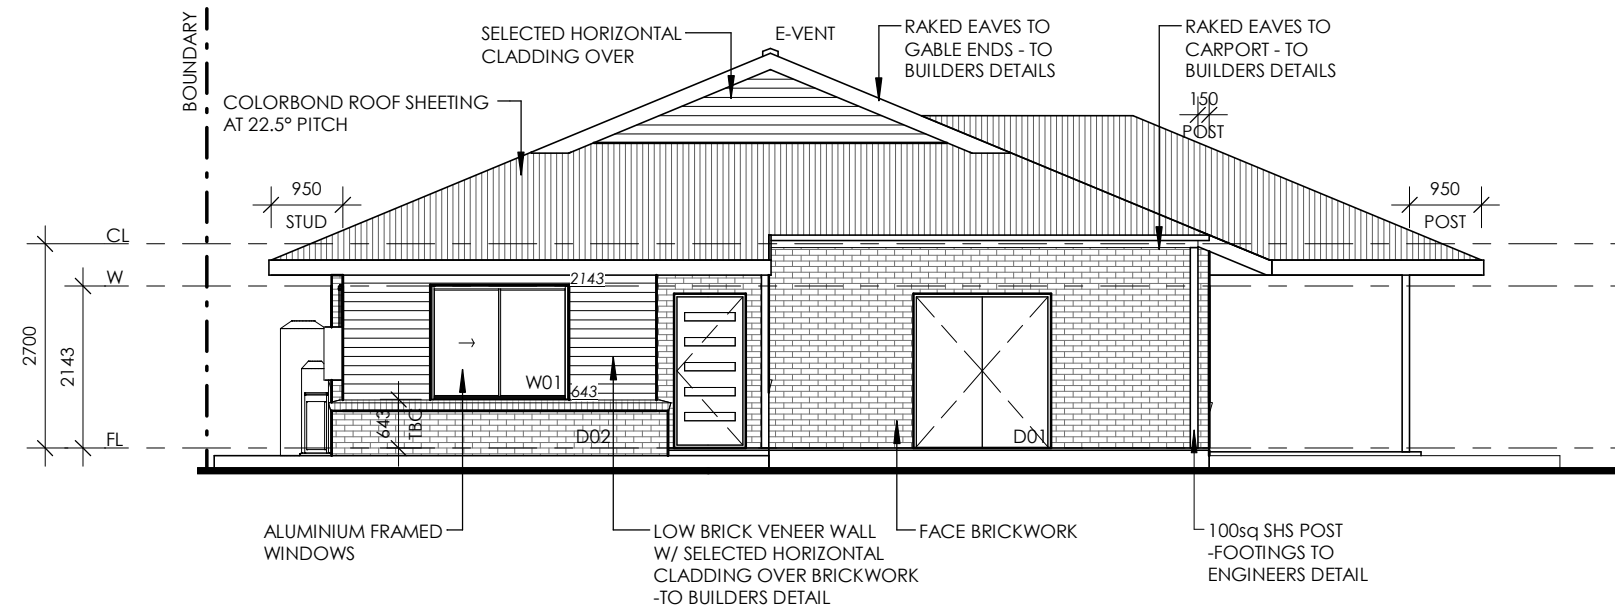 BOUNDARY
SELECTED HORIZONTAL
CLADDING OVER
E-VENT
RAKED EAVES TO
GABLE ENDS - TO
BUILDERS DETAILS
RAKED EAVES TO
CARPORT - TO
BUILDERS DETAILS
COLORBOND ROOF SHEETING
AT 22.5° PITCH
150
POST
950
STUD
950
POST
CL
W
FL
2700
2143
2143
W01
643
643
TBC
D02
D01
ALUMINIUM FRAMED
WINDOWS
LOW BRICK VENEER WALL
W/ SELECTED HORIZONTAL
CLADDING OVER BRICKWORK
-TO BUILDERS DETAIL
FACE BRICKWORK
100sq SHS POST
-FOOTINGS TO
ENGINEERS DETAIL